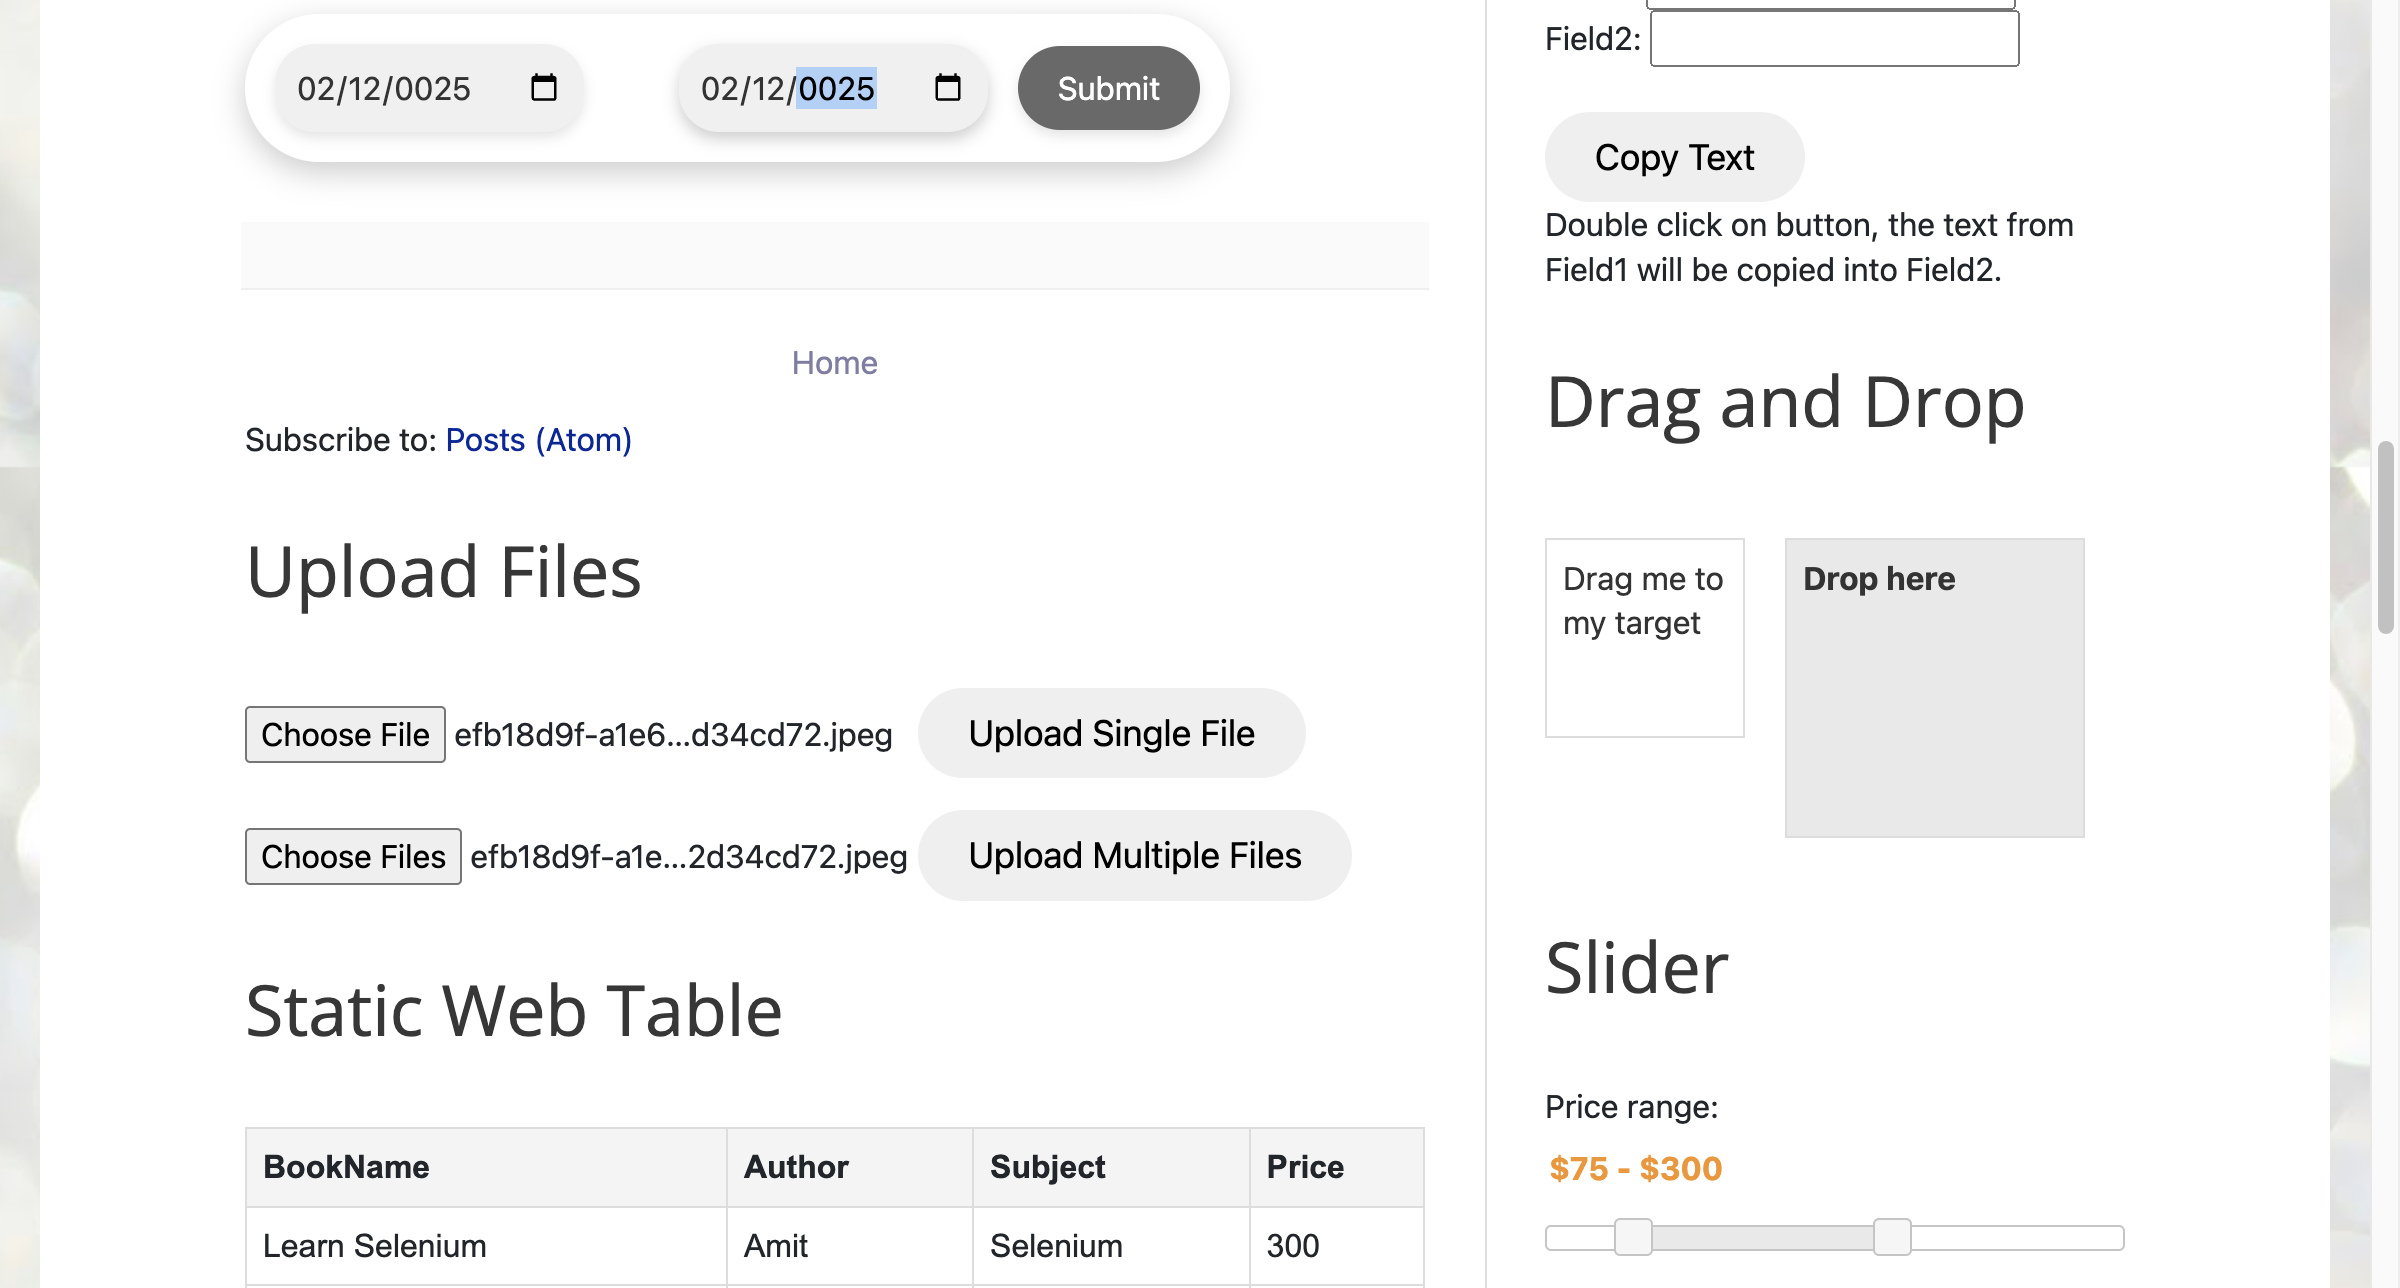 02/12/0025
02/12/0025
Submit
Home
Subscribe to: Posts (Atom)
Upload Files
Choose File efb18d9f-a1e6...d34cd72.jpeg
Upload Single File
Choose Files efb18d9f-a1e...2d34cd72.jpeg
Upload Multiple Files
Static Web Table
BookName Author Subject Price
Learn Selenium Amit Selenium 300
Field2:
Copy Text
Double click on button, the text from
Field1 will be copied into Field2.
Drag and Drop
Drag me to
my target
Drop here
Slider
Price range:
$75 - $300